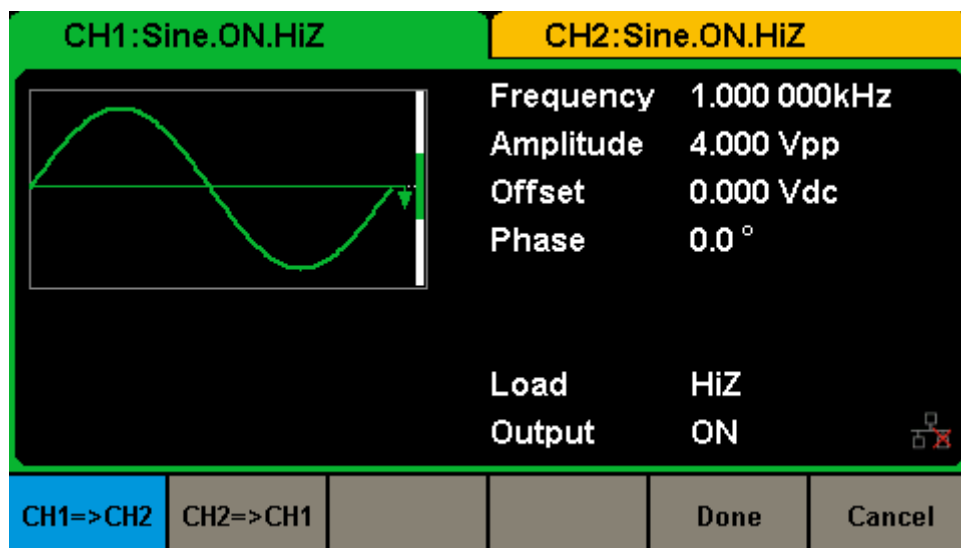 CH1:Sine.ON.HiZ
CH2:Sine.ON.HiZ
Frequency 1.000 000kHz
Amplitude 4.000 Vpp
Offset 0.000 Vdc
Phase 0.0 °
Load HiZ
Output ON
CH1=>CH2 CH2=>CH1 Done Cancel